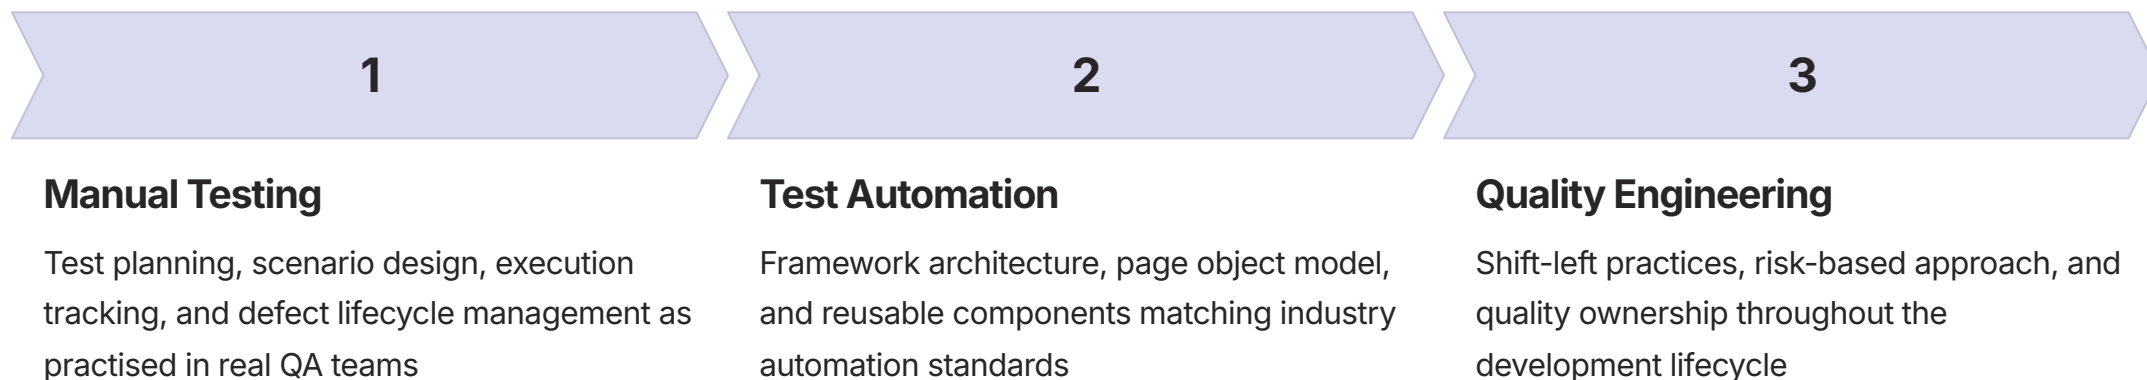 1
Manual Testing
Test planning, scenario design, execution
tracking, and defect lifecycle management as
practised in real QA teams
2
Test Automation
Framework architecture, page object model,
and reusable components matching industry
automation standards
3
Quality Engineering
Shift-left practices, risk-based approach, and
quality ownership throughout the
development lifecycle